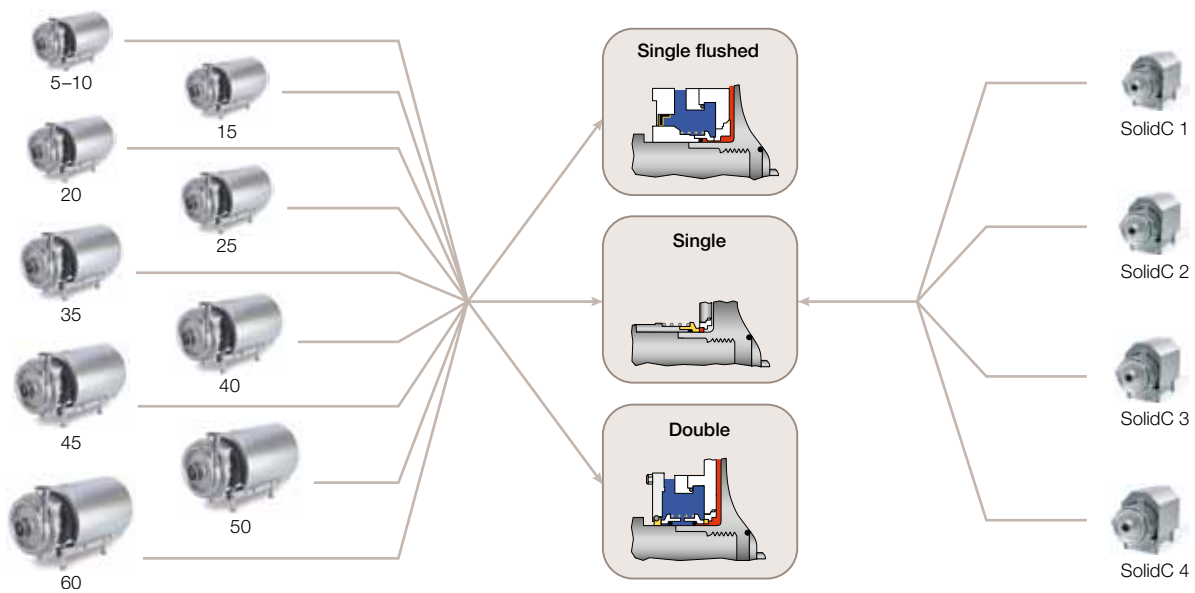 5–10
15
20
25
35
40
45
50
60
Single flushed
Single
Double
SolidC 1
SolidC 2
SolidC 3
SolidC 4